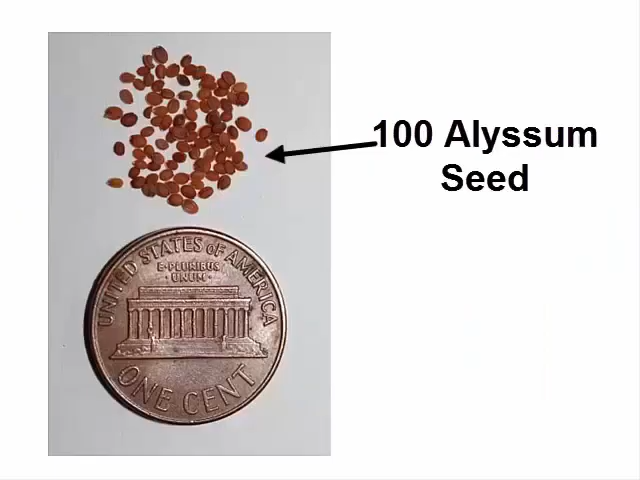 100 Alyssum
Seed
UNITED STATES of AMERICA
E·PLURIBUS
·UNUM·
ONE CENT